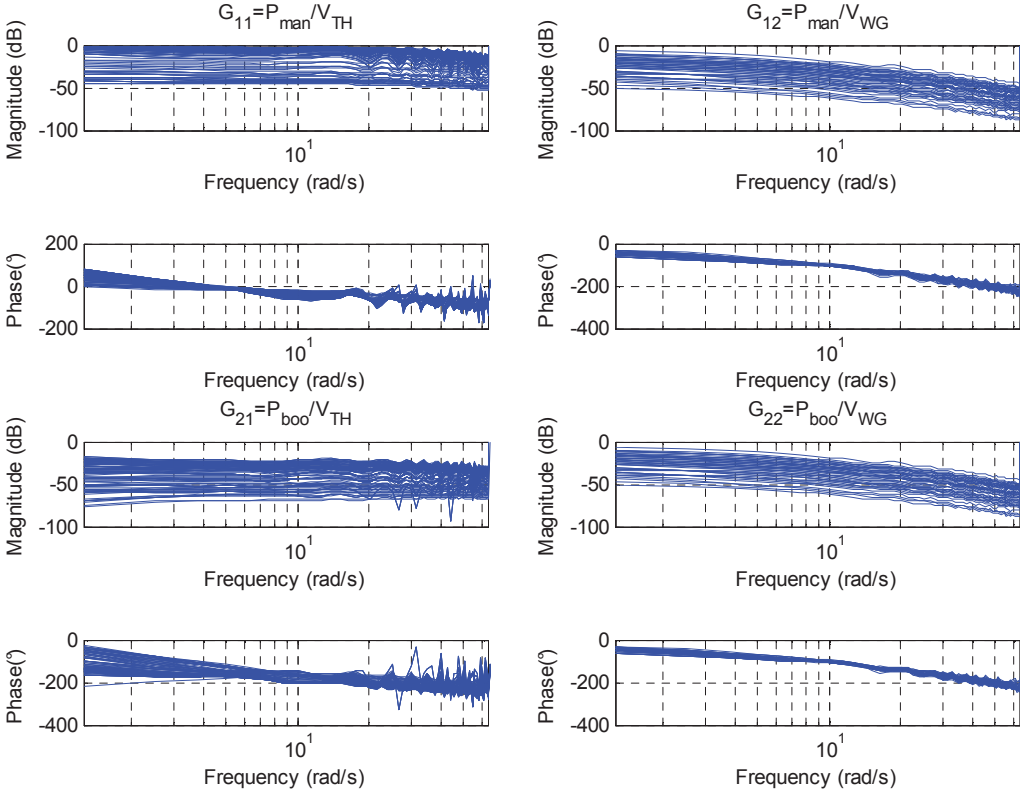 G11=Pman/VTH
Magnitude (dB)
0
-50
-100
10^1
Frequency (rad/s)
Phase(°)
200
0
-200
10^1
Frequency (rad/s)
G12=Pman/VWG
Magnitude (dB)
0
-50
-100
10^1
Frequency (rad/s)
Phase(°)
0
-200
-400
10^1
Frequency (rad/s)
G21=Pboo/VTH
Magnitude (dB)
0
-50
-100
10^1
Frequency (rad/s)
Phase(°)
0
-200
-400
10^1
Frequency (rad/s)
G22=Pboo/VWG
Magnitude (dB)
0
-50
-100
10^1
Frequency (rad/s)
Phase(°)
0
-200
-400
10^1
Frequency (rad/s)